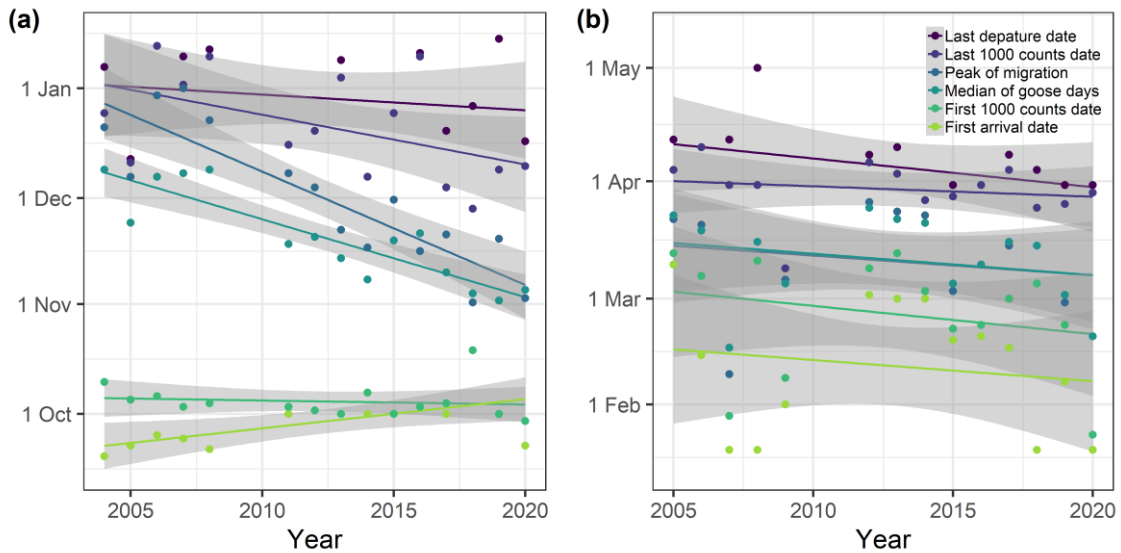 (a)
1 Jan
1 Dec
1 Nov
1 Oct
2005 2010 2015 2020
Year
(b)
Last depature date
Last 1000 counts date
Peak of migration
Median of goose days
First 1000 counts date
First arrival date
1 May
1 Apr
1 Mar
1 Feb
2005 2010 2015 2020
Year